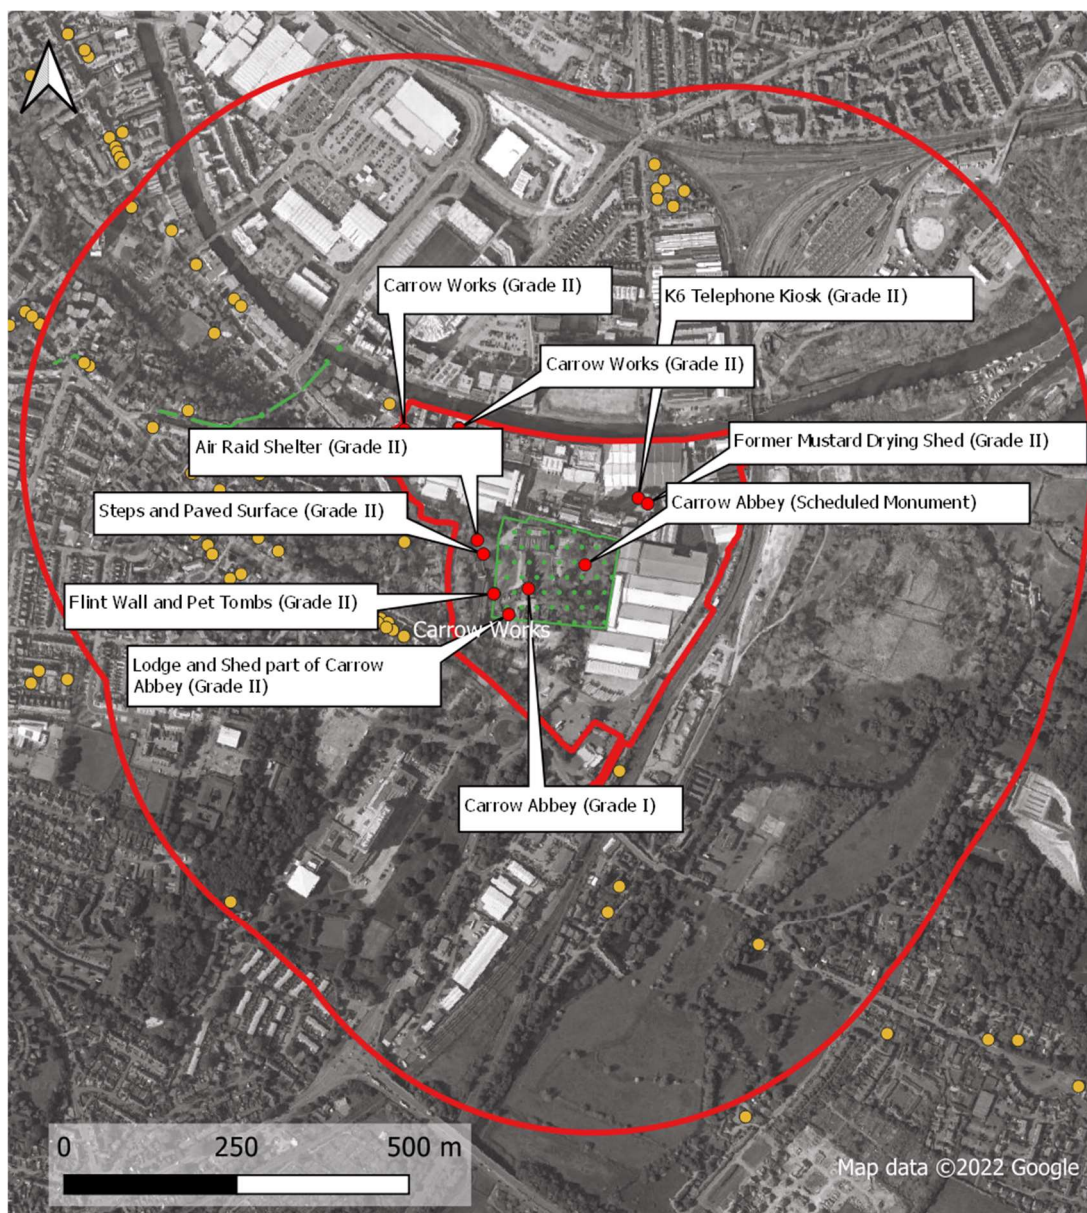 Carrow Works (Grade II)
K6 Telephone Kiosk (Grade II)
Carrow Works (Grade II)
Air Raid Shelter (Grade II)
Former Mustard Drying Shed (Grade II)
Steps and Paved Surface (Grade II)
Carrow Abbey (Scheduled Monument)
Flint Wall and Pet Tombs (Grade II)
Carrow Works
Lodge and Shed part of Carrow
Abbey (Grade II)
Carrow Abbey (Grade I)
0 250 500 m
Map data ©2022 Google